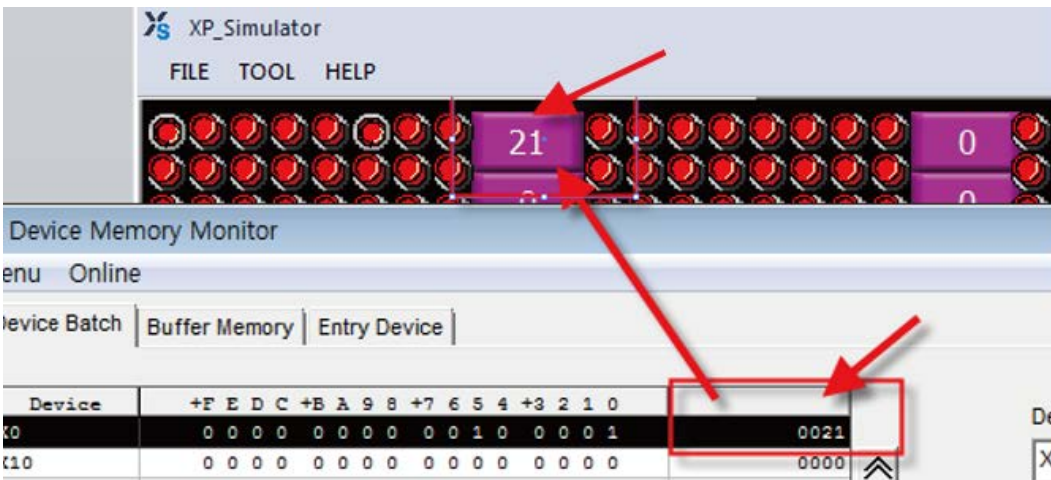 XP_Simulator
FILE TOOL HELP
21 0
Device Memory Monitor
enu Online
Device Batch Buffer Memory Entry Device
Device +F E D C +B A 9 8 +7 6 5 4 +3 2 1 0
X0 0 0 0 0 0 0 0 0 0 0 1 0 0 0 0 1 0021
X10 0 0 0 0 0 0 0 0 0 0 0 0 0 0 0 0 0000